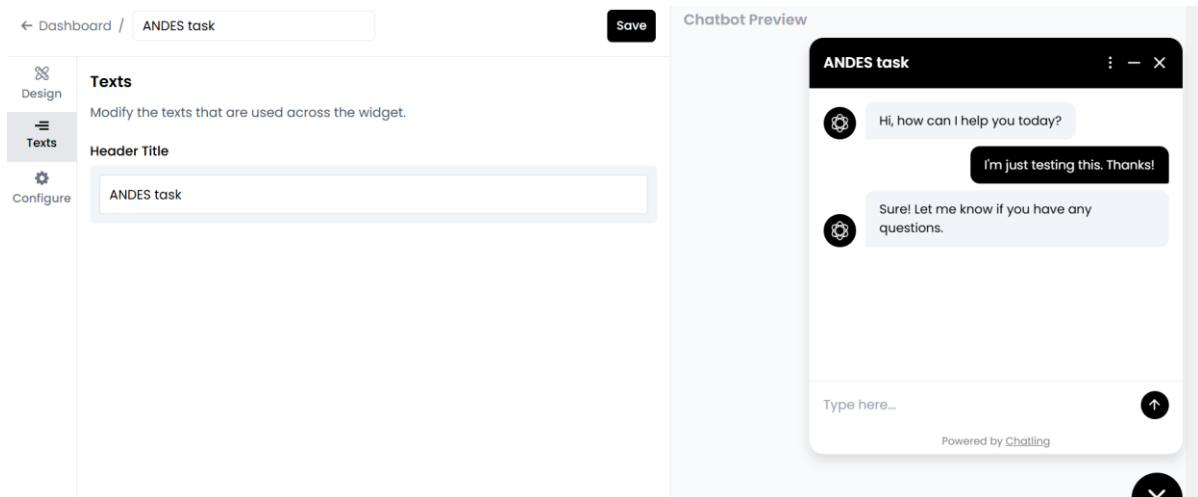 ← Dashboard / ANDES task
Save
Design
Texts
Configure
Texts
Modify the texts that are used across the widget.
Header Title
ANDES task
Chatbot Preview
ANDES task
Hi, how can I help you today?
I'm just testing this. Thanks!
Sure! Let me know if you have any
questions.
Type here...
Powered by Chatling